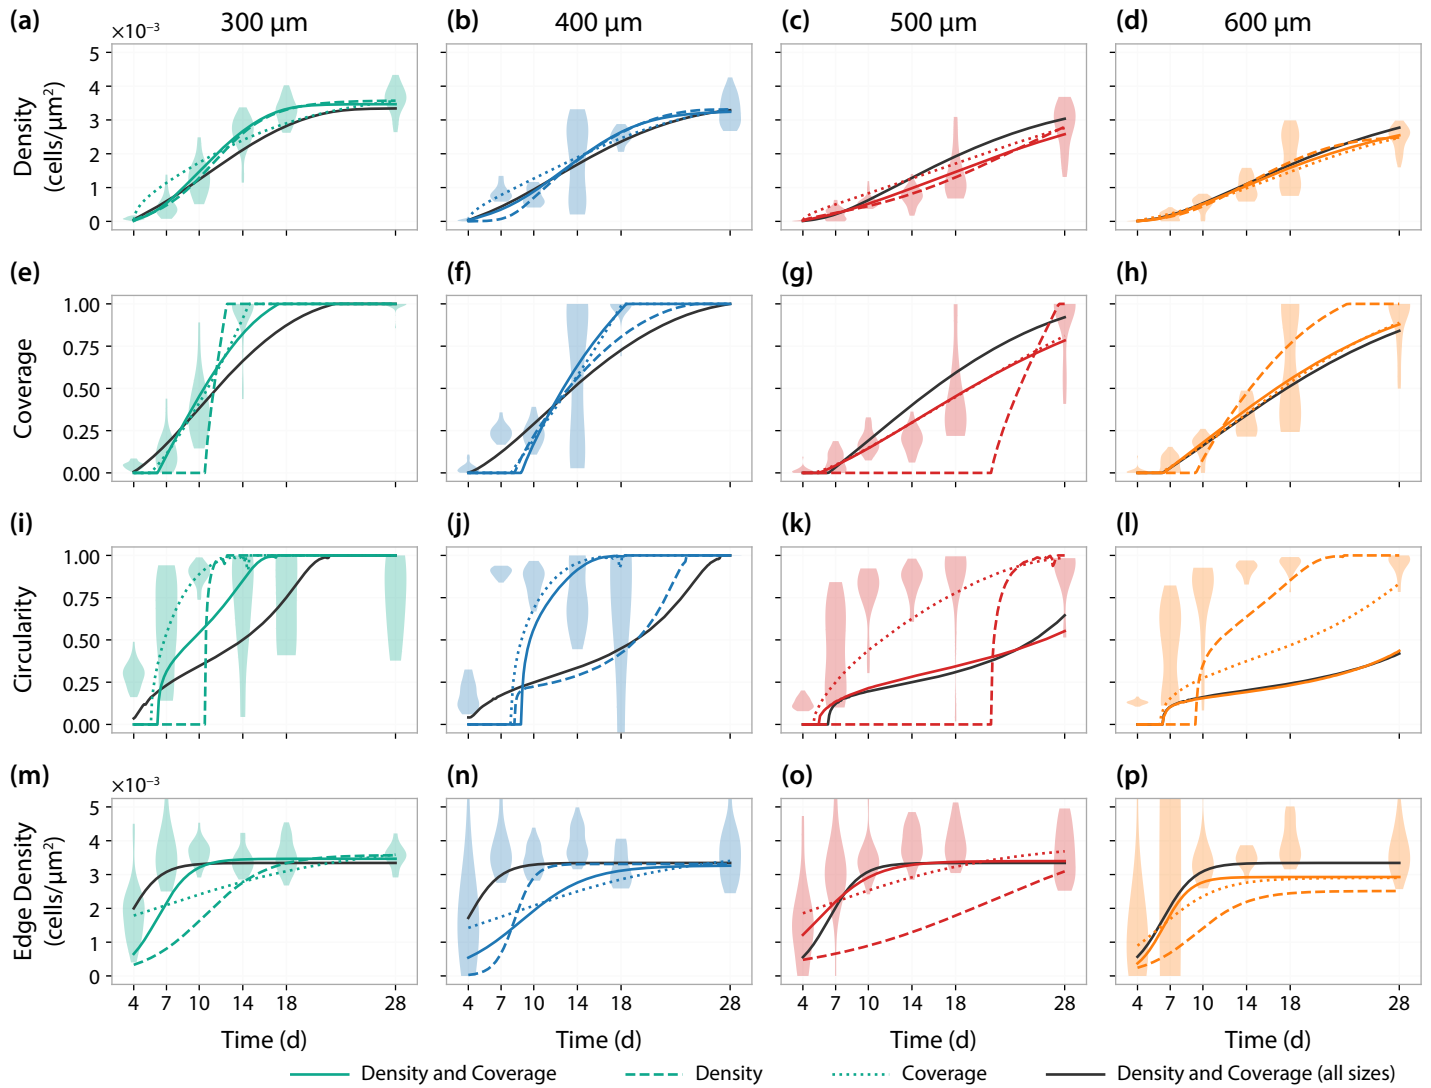 (a) 300 μm (b) 400 μm (c) 500 μm (d) 600 μm
×10⁻³
5
4
3
2
1
0
Density
(cells/μm²)
(e) (f) (g) (h)
1.00
0.75
0.50
0.25
0.00
Coverage
(i) (j) (k) (l)
1.00
0.75
0.50
0.25
0.00
Circularity
(m) (n) (o) (p)
×10⁻³
5
4
3
2
1
0
Edge Density
(cells/μm²)
4 7 10 14 18 28 4 7 10 14 18 28 4 7 10 14 18 28 4 7 10 14 18 28
Time (d) Time (d) Time (d) Time (d)
Density and Coverage Density Coverage Density and Coverage (all sizes)